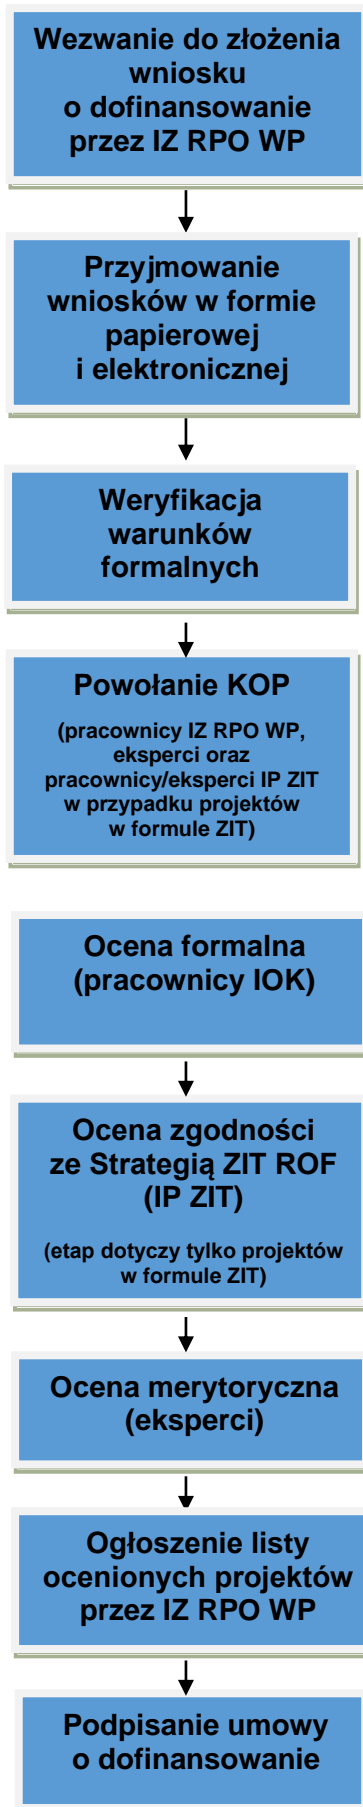 Wezwanie do złożenia
wniosku
o dofinansowanie
przez IZ RPO WP
Przyjmowanie
wniosków w formie
papierowej
i elektronicznej
Weryfikacja
warunków
formalnych
Powołanie KOP
(pracownicy IZ RPO WP,
eksperci oraz
pracownicy/eksperci IP ZIT
w przypadku projektów
w formule ZIT)
Ocena formalna
(pracownicy IOK)
Ocena zgodności
ze Strategią ZIT ROF
(IP ZIT)
(etap dotyczy tylko projektów
w formule ZIT)
Ocena merytoryczna
(eksperci)
Ogłoszenie listy
ocenionych projektów
przez IZ RPO WP
Podpisanie umowy
o dofinansowanie